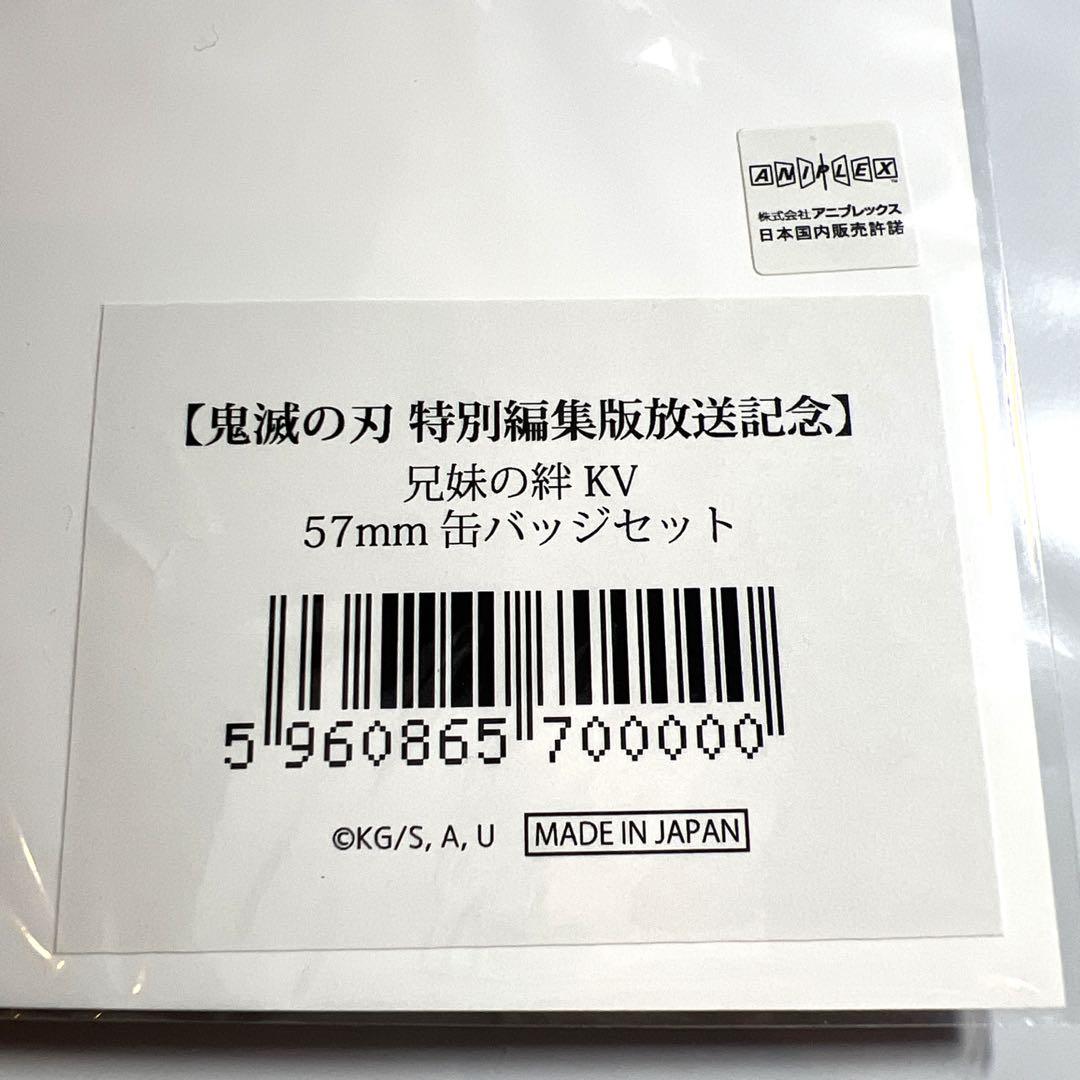 ANIPLEX™
株式会社アニプレックス
日本国内販売許諾
【鬼滅の刃 特別編集版放送記念】
兄妹の絆 KV
57mm 缶バッジセット
5 960865 700000
©KG/S, A, U MADE IN JAPAN